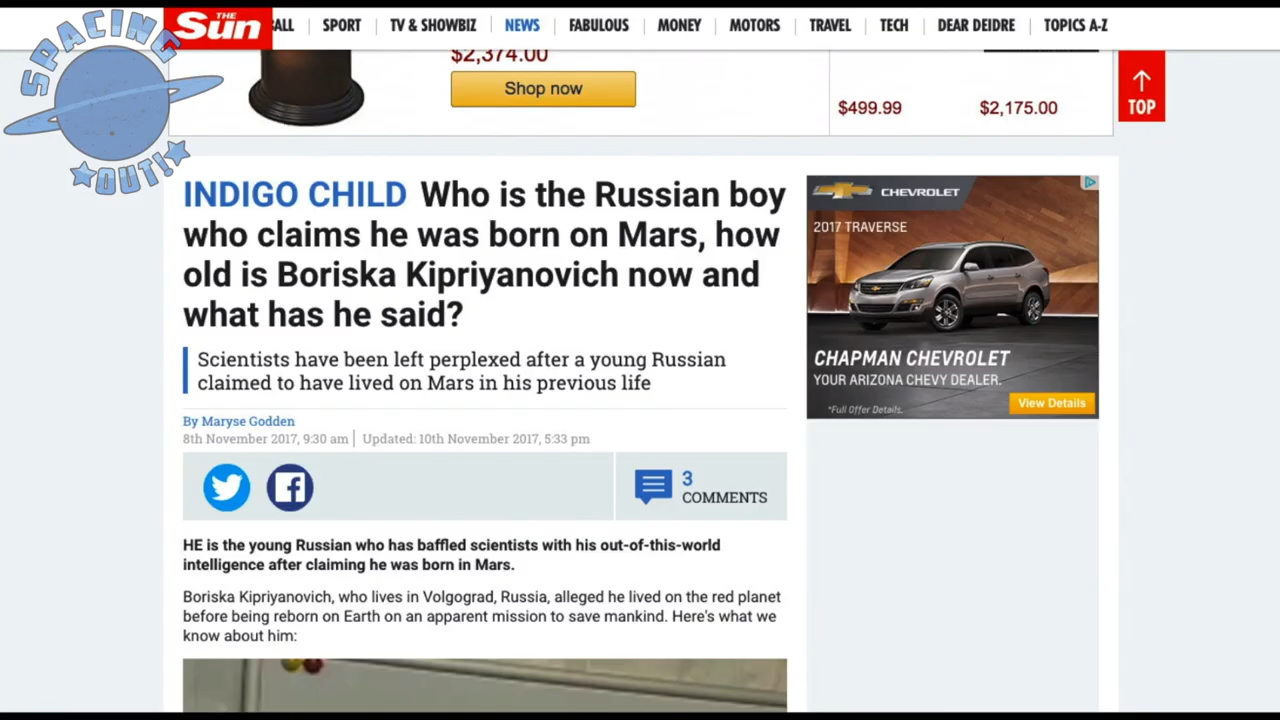 SPACING
OUT!
THE
Sun
ALL
SPORT
TV & SHOWBIZ
NEWS
FABULOUS
MONEY
MOTORS
TRAVEL
TECH
DEAR DEIDRE
TOPICS A-Z
$2,374.00
Shop now
$499.99
$2,175.00
TOP
INDIGO CHILD Who is the Russian boy
who claims he was born on Mars, how
old is Boriska Kipriyanovich now and
what has he said?
Scientists have been left perplexed after a young Russian
claimed to have lived on Mars in his previous life
By Maryse Godden
8th November 2017, 9:30 am | Updated: 10th November 2017, 5:33 pm
3
COMMENTS
HE is the young Russian who has baffled scientists with his out-of-this-world
intelligence after claiming he was born in Mars.
Boriska Kipriyanovich, who lives in Volgograd, Russia, alleged he lived on the red planet
before being reborn on Earth on an apparent mission to save mankind. Here's what we
know about him:
CHEVROLET
2017 TRAVERSE
CHAPMAN CHEVROLET
YOUR ARIZONA CHEVY DEALER.
*Full Offer Details.
View Details